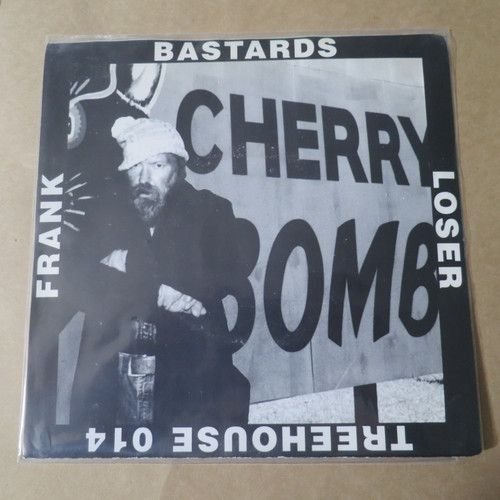 BASTARDS
CHERRY
BOMB
FRANK
LOSER
TREEHOUSE 014